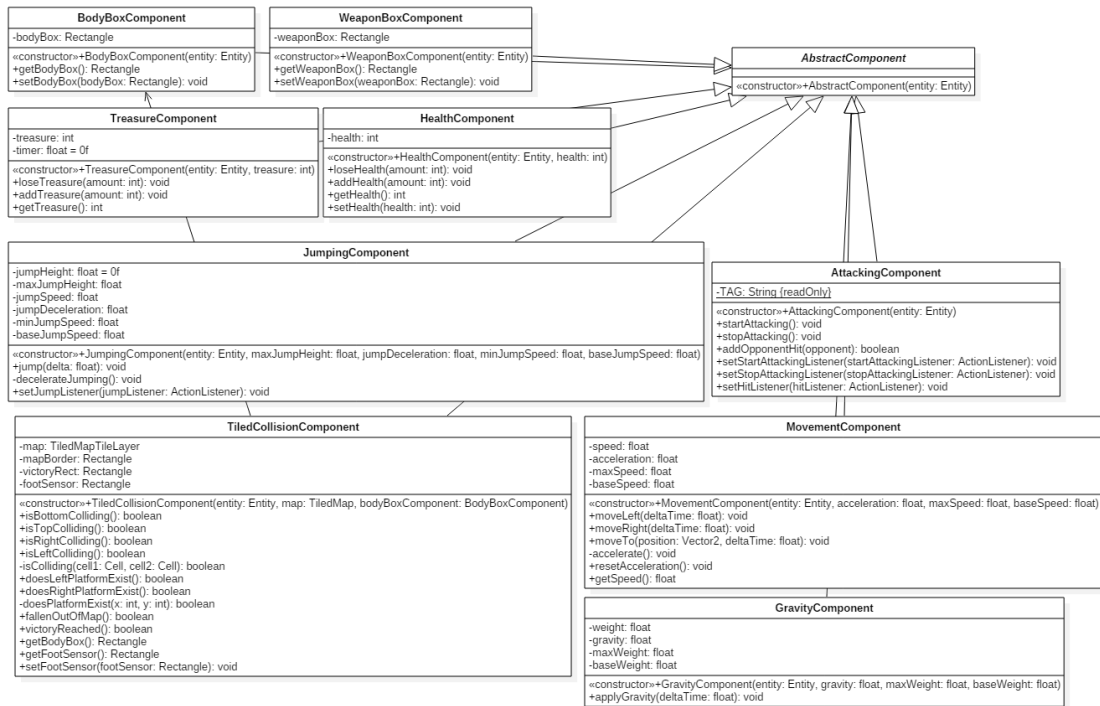 BodyBoxComponent
-bodyBox: Rectangle
«constructor»+BodyBoxComponent(entity: Entity)
+getBodyBox(): Rectangle
+setBodyBox(bodyBox: Rectangle): void
WeaponBoxComponent
-weaponBox: Rectangle
«constructor»+WeaponBoxComponent(entity: Entity)
+getWeaponBox(): Rectangle
+setWeaponBox(weaponBox: Rectangle): void
AbstractComponent
«constructor»+AbstractComponent(entity: Entity)
TreasureComponent
-treasure: int
-timer: float = 0f
«constructor»+TreasureComponent(entity: Entity, treasure: int)
+loseTreasure(amount: int): void
+addTreasure(amount: int): void
+getTreasure(): int
HealthComponent
-health: int
«constructor»+HealthComponent(entity: Entity, health: int)
+loseHealth(amount: int): void
+addHealth(amount: int): void
+getHealth(): int
+setHealth(health: int): void
JumpingComponent
-jumpHeight: float = 0f
-maxJumpHeight: float
-jumpSpeed: float
-jumpDeceleration: float
-minJumpSpeed: float
-baseJumpSpeed: float
«constructor»+JumpingComponent(entity: Entity, maxJumpHeight: float, jumpDeceleration: float, minJumpSpeed: float, baseJumpSpeed: float)
+jump(delta: float): void
-decelerateJumping(): void
+setJumpListener(jumpListener: ActionListener): void
AttackingComponent
-TAG: String {readOnly}
«constructor»+AttackingComponent(entity: Entity)
+startAttacking(): void
+stopAttacking(): void
+addOpponentHit(opponent): boolean
+setStartAttackingListener(startAttackingListener: ActionListener): void
+setStopAttackingListener(stopAttackingListener: ActionListener): void
+setHitListener(hitListener: ActionListener): void
TiledCollisionComponent
-map: TiledMapTileLayer
-mapBorder: Rectangle
-victoryRect: Rectangle
-footSensor: Rectangle
«constructor»+TiledCollisionComponent(entity: Entity, map: TiledMap, bodyBoxComponent: BodyBoxComponent)
+isBottomColliding(): boolean
+isTopColliding(): boolean
+isRightColliding(): boolean
+isLeftColliding(): boolean
-isColliding(cell1: Cell, cell2: Cell): boolean
+doesLeftPlatformExist(): boolean
+doesRightPlatformExist(): boolean
-doesPlatformExist(x: int, y: int): boolean
+fallenOutOfMap(): boolean
+victoryReached(): boolean
+getBodyBox(): Rectangle
+getFootSensor(): Rectangle
+setFootSensor(footSensor: Rectangle): void
MovementComponent
-speed: float
-acceleration: float
-maxSpeed: float
-baseSpeed: float
«constructor»+MovementComponent(entity: Entity, acceleration: float, maxSpeed: float, baseSpeed: float)
+moveLeft(deltaTime: float): void
+moveRight(deltaTime: float): void
+moveTo(position: Vector2, deltaTime: float): void
-accelerate(): void
+resetAcceleration(): void
+getSpeed(): float
GravityComponent
-weight: float
-gravity: float
-maxWeight: float
-baseWeight: float
«constructor»+GravityComponent(entity: Entity, gravity: float, maxWeight: float, baseWeight: float)
+applyGravity(deltaTime: float): void